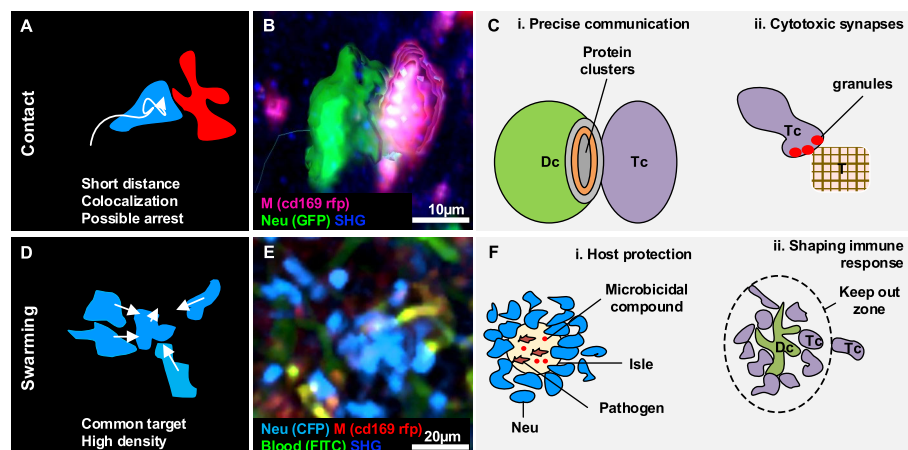 A
Contact
Short distance
Colocalization
Possible arrest
B
M (cd169 rfp)
Neu (GFP) SHG
10µm
C
i. Precise communication
Protein
clusters
Dc
Tc
ii. Cytotoxic synapses
granules
Tc
T
D
Swarming
Common target
High density
E
Neu (CFP) M (cd169 rfp)
Blood (FITC) SHG
20µm
F
i. Host protection
Microbicidal
compound
Isle
Pathogen
Neu
ii. Shaping immune
response
Keep out
zone
Dc
Tc
Tc